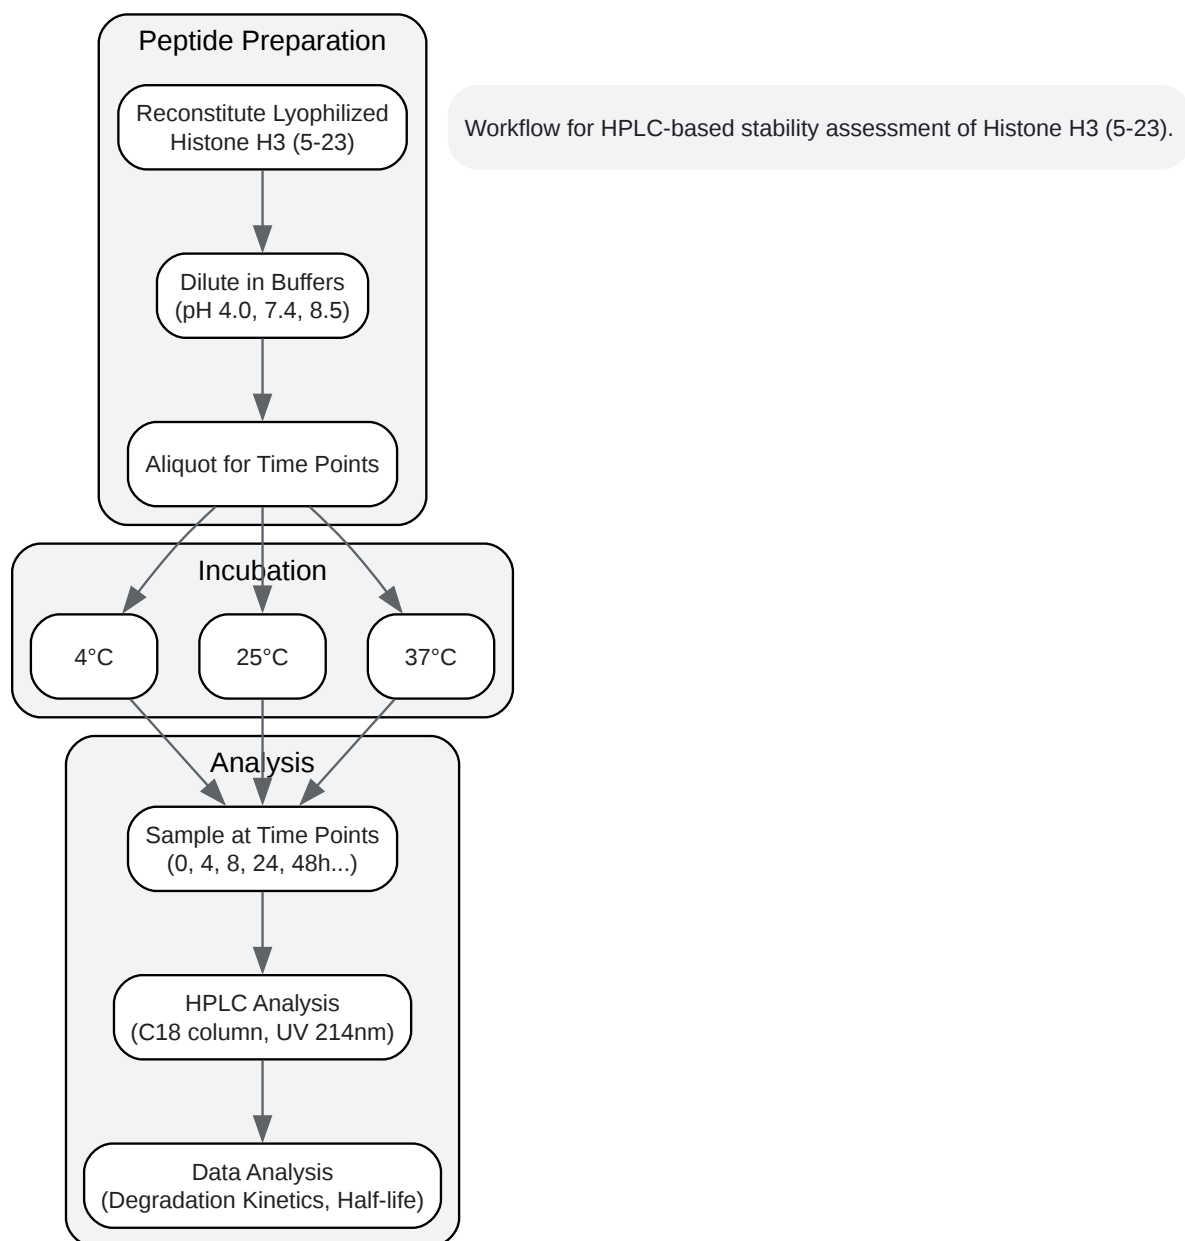 Peptide Preparation
Reconstitute Lyophilized
Histone H3 (5-23)
Workflow for HPLC-based stability assessment of Histone H3 (5-23).
Dilute in Buffers
(pH 4.0, 7.4, 8.5)
Aliquot for Time Points
Incubation
4°C
25°C
37°C
Analysis
Sample at Time Points
(0, 4, 8, 24, 48h...)
HPLC Analysis
(C18 column, UV 214nm)
Data Analysis
(Degradation Kinetics, Half-life)